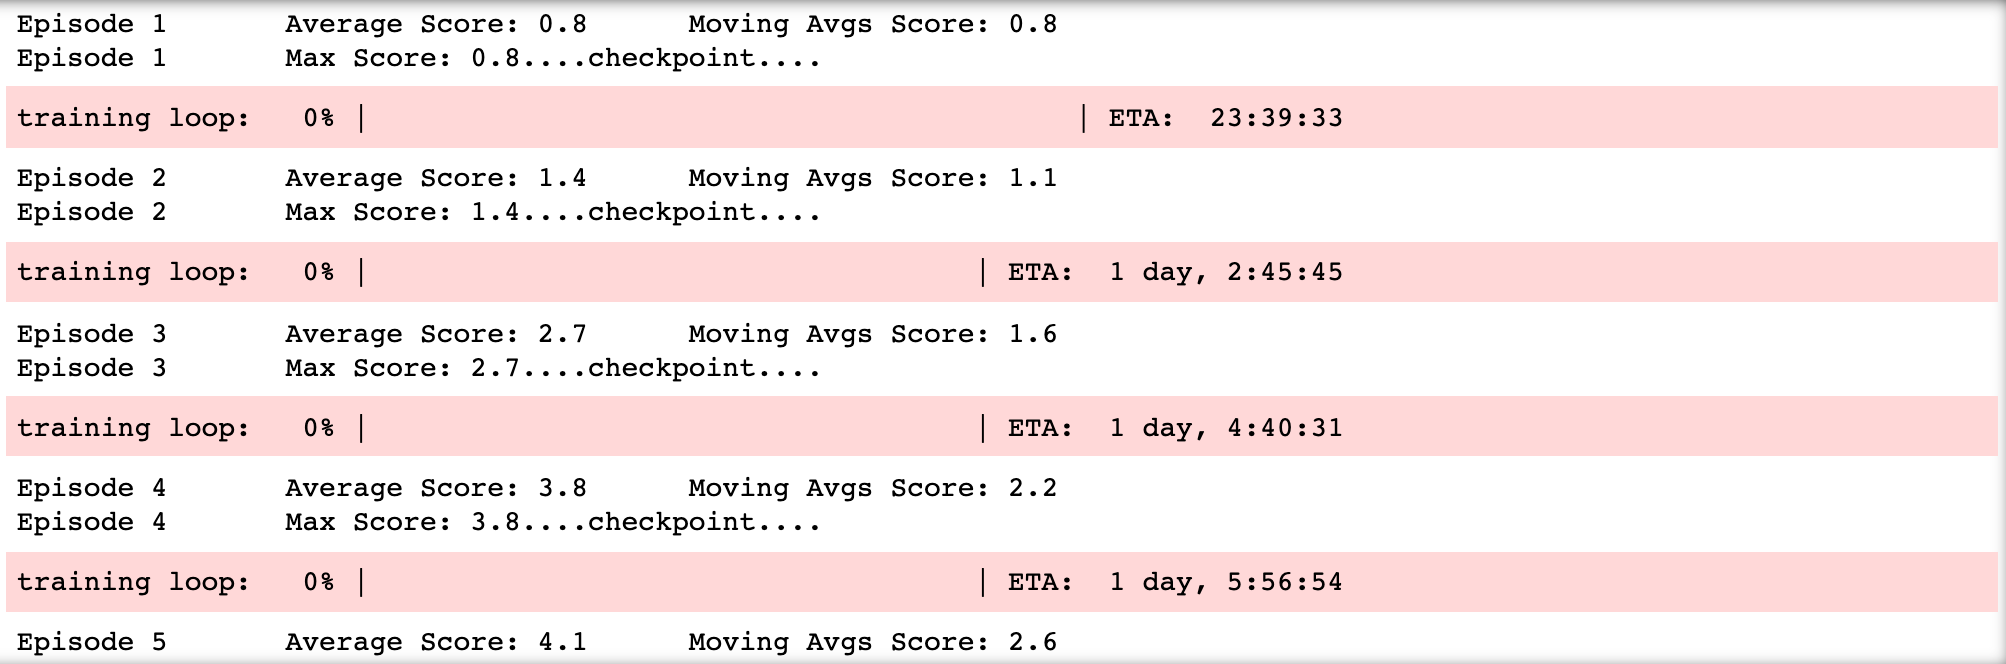 Episode 1       Average Score: 0.8      Moving Avgs Score: 0.8
Episode 1       Max Score: 0.8....checkpoint....
training loop:   0% |                                           | ETA:  23:39:33
Episode 2       Average Score: 1.4      Moving Avgs Score: 1.1
Episode 2       Max Score: 1.4....checkpoint....
training loop:   0% |                                     | ETA:  1 day, 2:45:45
Episode 3       Average Score: 2.7      Moving Avgs Score: 1.6
Episode 3       Max Score: 2.7....checkpoint....
training loop:   0% |                                     | ETA:  1 day, 4:40:31
Episode 4       Average Score: 3.8      Moving Avgs Score: 2.2
Episode 4       Max Score: 3.8....checkpoint....
training loop:   0% |                                     | ETA:  1 day, 5:56:54
Episode 5       Average Score: 4.1      Moving Avgs Score: 2.6